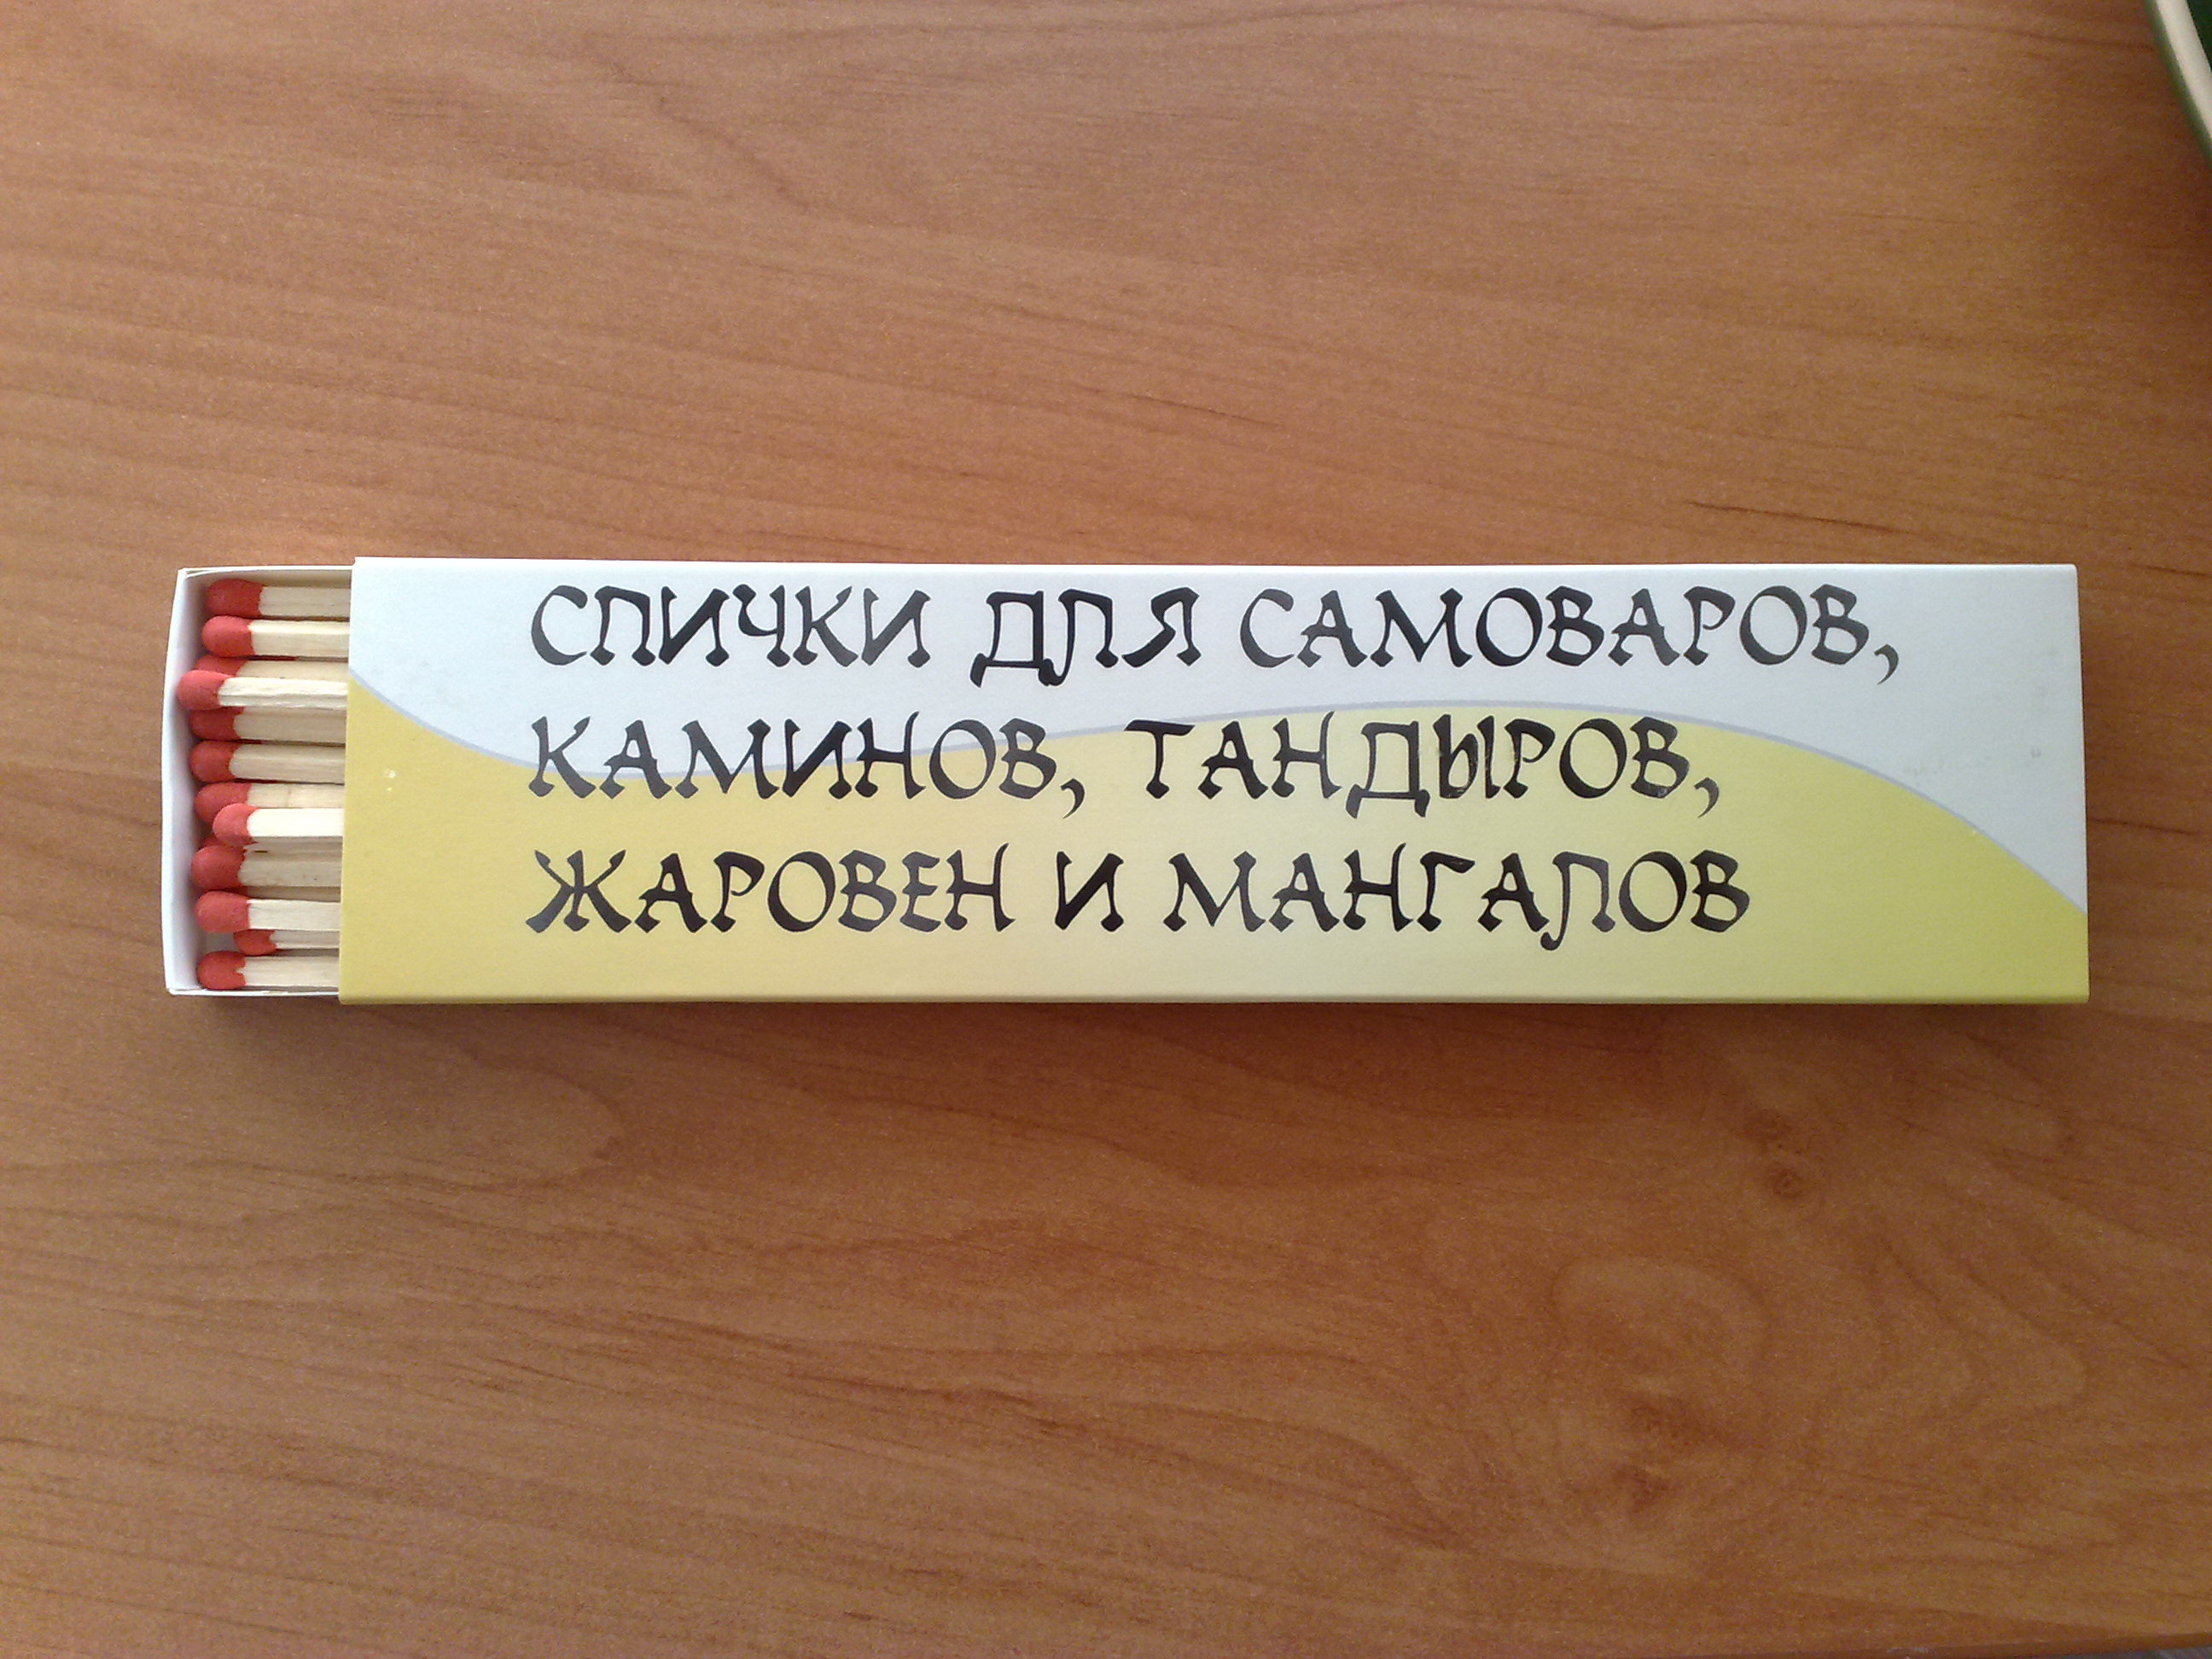 СПИЧКИ ДЛЯ САМОВАРОВ,
КАМИНОВ, ТАНДЫРОВ,
ЖАРОВЕН И МАНГАЛОВ